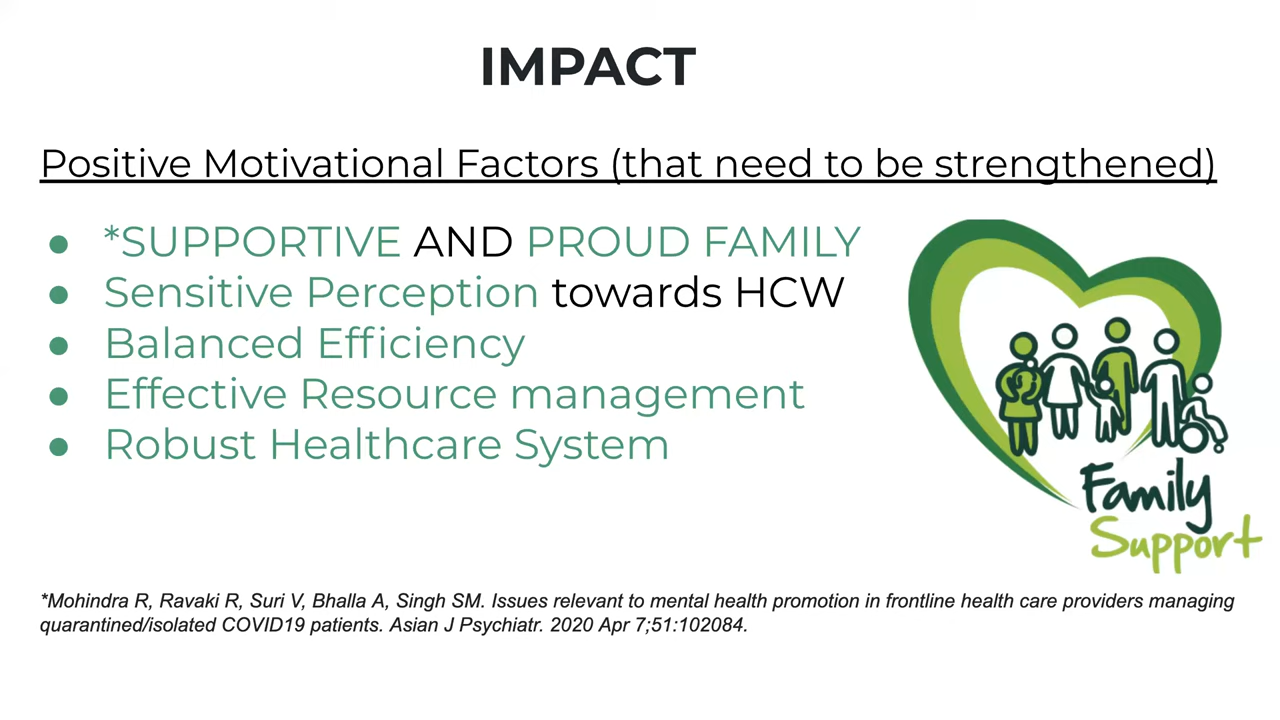 IMPACT
Positive Motivational Factors (that need to be strengthened)
● *SUPPORTIVE AND PROUD FAMILY
● Sensitive Perception towards HCW
● Balanced Efficiency
● Effective Resource management
● Robust Healthcare System
Family
Support
*Mohindra R, Ravaki R, Suri V, Bhalla A, Singh SM. Issues relevant to mental health promotion in frontline health care providers managing
quarantined/isolated COVID19 patients. Asian J Psychiatr. 2020 Apr 7;51:102084.